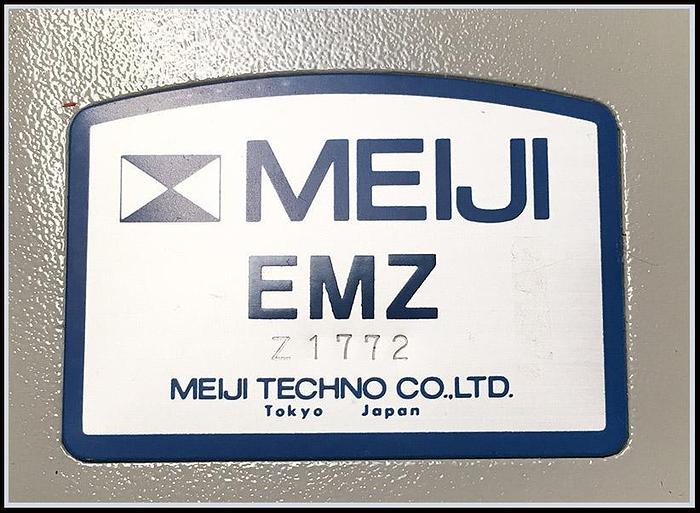 MEIJI
EMZ
Z1772
MEIJI TECHNO CO.,LTD.
Tokyo Japan